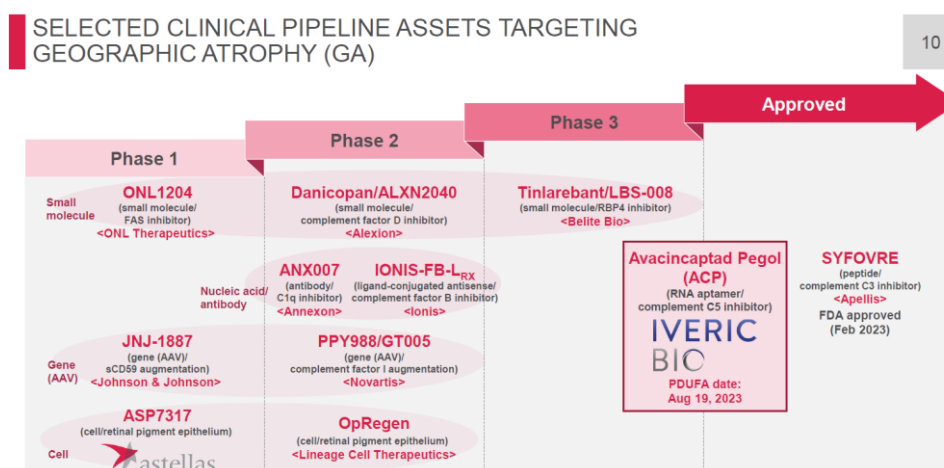 SELECTED CLINICAL PIPELINE ASSETS TARGETING
GEOGRAPHIC ATROPHY (GA)
10
Phase 1
Phase 2
Phase 3
Approved
Small
molecule
ONL1204
(small molecule/
FAS inhibitor)
<ONL Therapeutics>
Danicopan/ALXN2040
(small molecule/
complement factor D inhibitor)
<Alexion>
Tinlarebant/LBS-008
(small molecule/RBP4 inhibitor)
<Belite Bio>
Nucleic acid/
antibody
ANX007
(antibody/
C1q inhibitor)
<Annexon>
IONIS-FB-LRX
(ligand-conjugated antisense/
complement factor B inhibitor)
<Ionis>
Avacincaptad Pegol
(ACP)
(RNA aptamer/
complement C5 inhibitor)
IVERIC
BIO
PDUFA date:
Aug 19, 2023
SYFOVRE
(peptide/
complement C3 inhibitor)
<Apellis>
FDA approved
(Feb 2023)
Gene
(AAV)
JNJ-1887
(gene (AAV)/
sCD59 augmentation)
<Johnson & Johnson>
PPY988/GT005
(gene (AAV)/
complement factor I augmentation)
<Novartis>
Cell
ASP7317
(cell/retinal pigment epithelium)
astellas
OpRegen
(cell/retinal pigment epithelium)
<Lineage Cell Therapeutics>